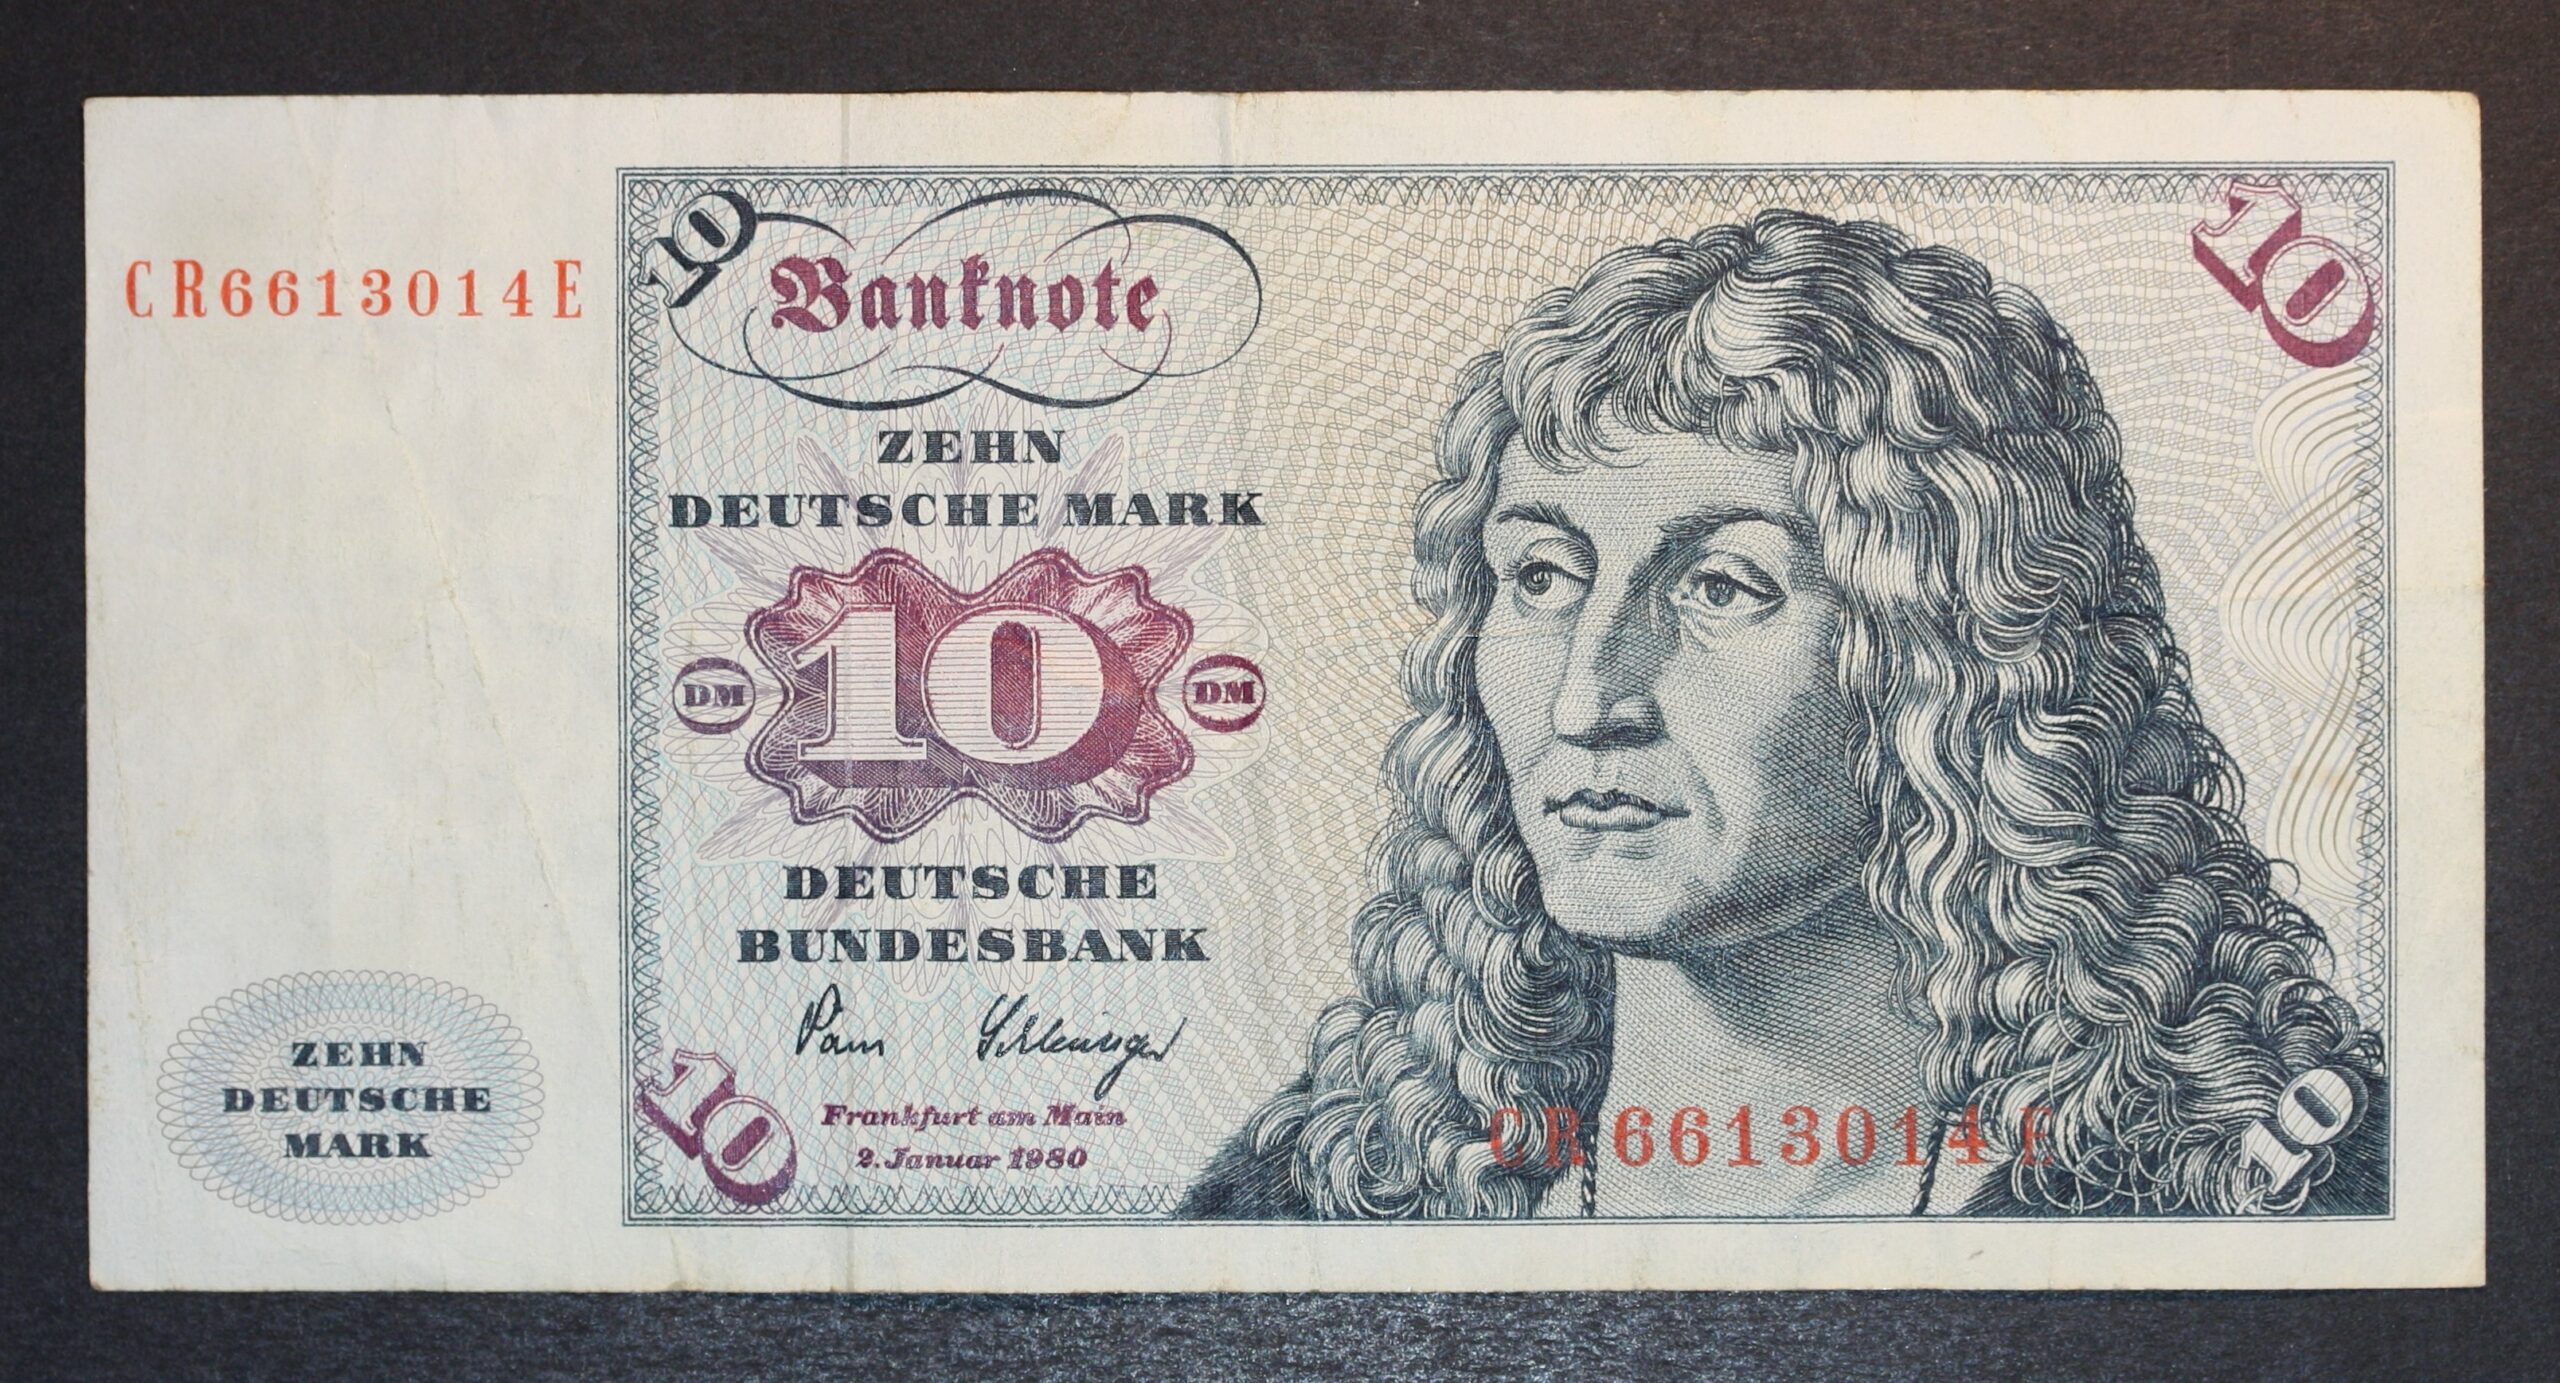 CR6613014E
10
Banknote
10
ZEHN
DEUTSCHE MARK
DM 10 DM
DEUTSCHE
BUNDESBANK
10
Frankfurt am Main
2. Januar 1980
ZEHN
DEUTSCHE
MARK
CR6613014E
10